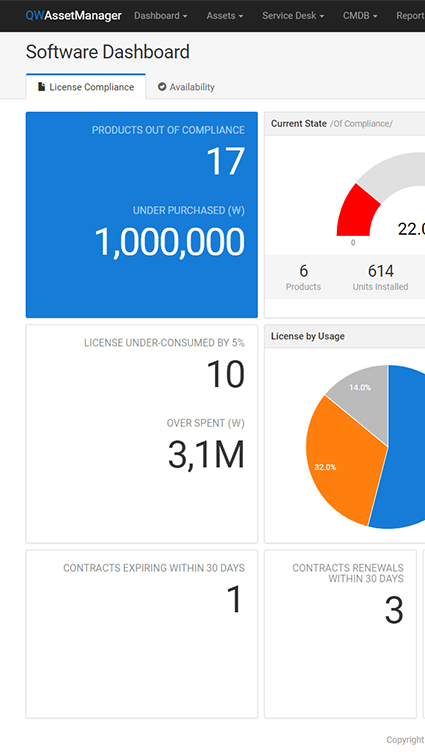 QWAssetManager Dashboard Assets Service Desk CMDB Report
Software Dashboard
License Compliance Availability
PRODUCTS OUT OF COMPLIANCE
17
UNDER PURCHASED (W)
1,000,000
Current State /Of Compliance/
22.0
0
6 614
Products Units Installed
LICENSE UNDER-CONSUMED BY 5%
10
OVER SPENT (W)
3,1M
License by Usage
14.0%
32.0%
CONTRACTS EXPIRING WITHIN 30 DAYS
1
CONTRACTS RENEWALS
WITHIN 30 DAYS
3
Copyright